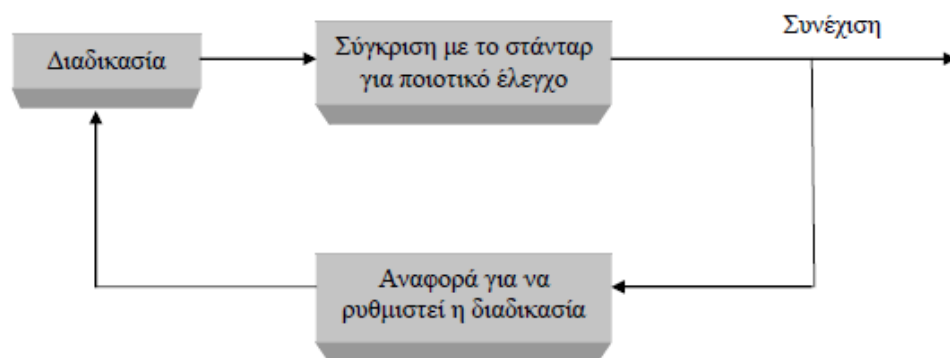 Συνέχιση
Διαδικασία
Σύγκριση με το στάνταρ
για ποιοτικό έλεγχο
Αναφορά για να
ρυθμιστεί η διαδικασία